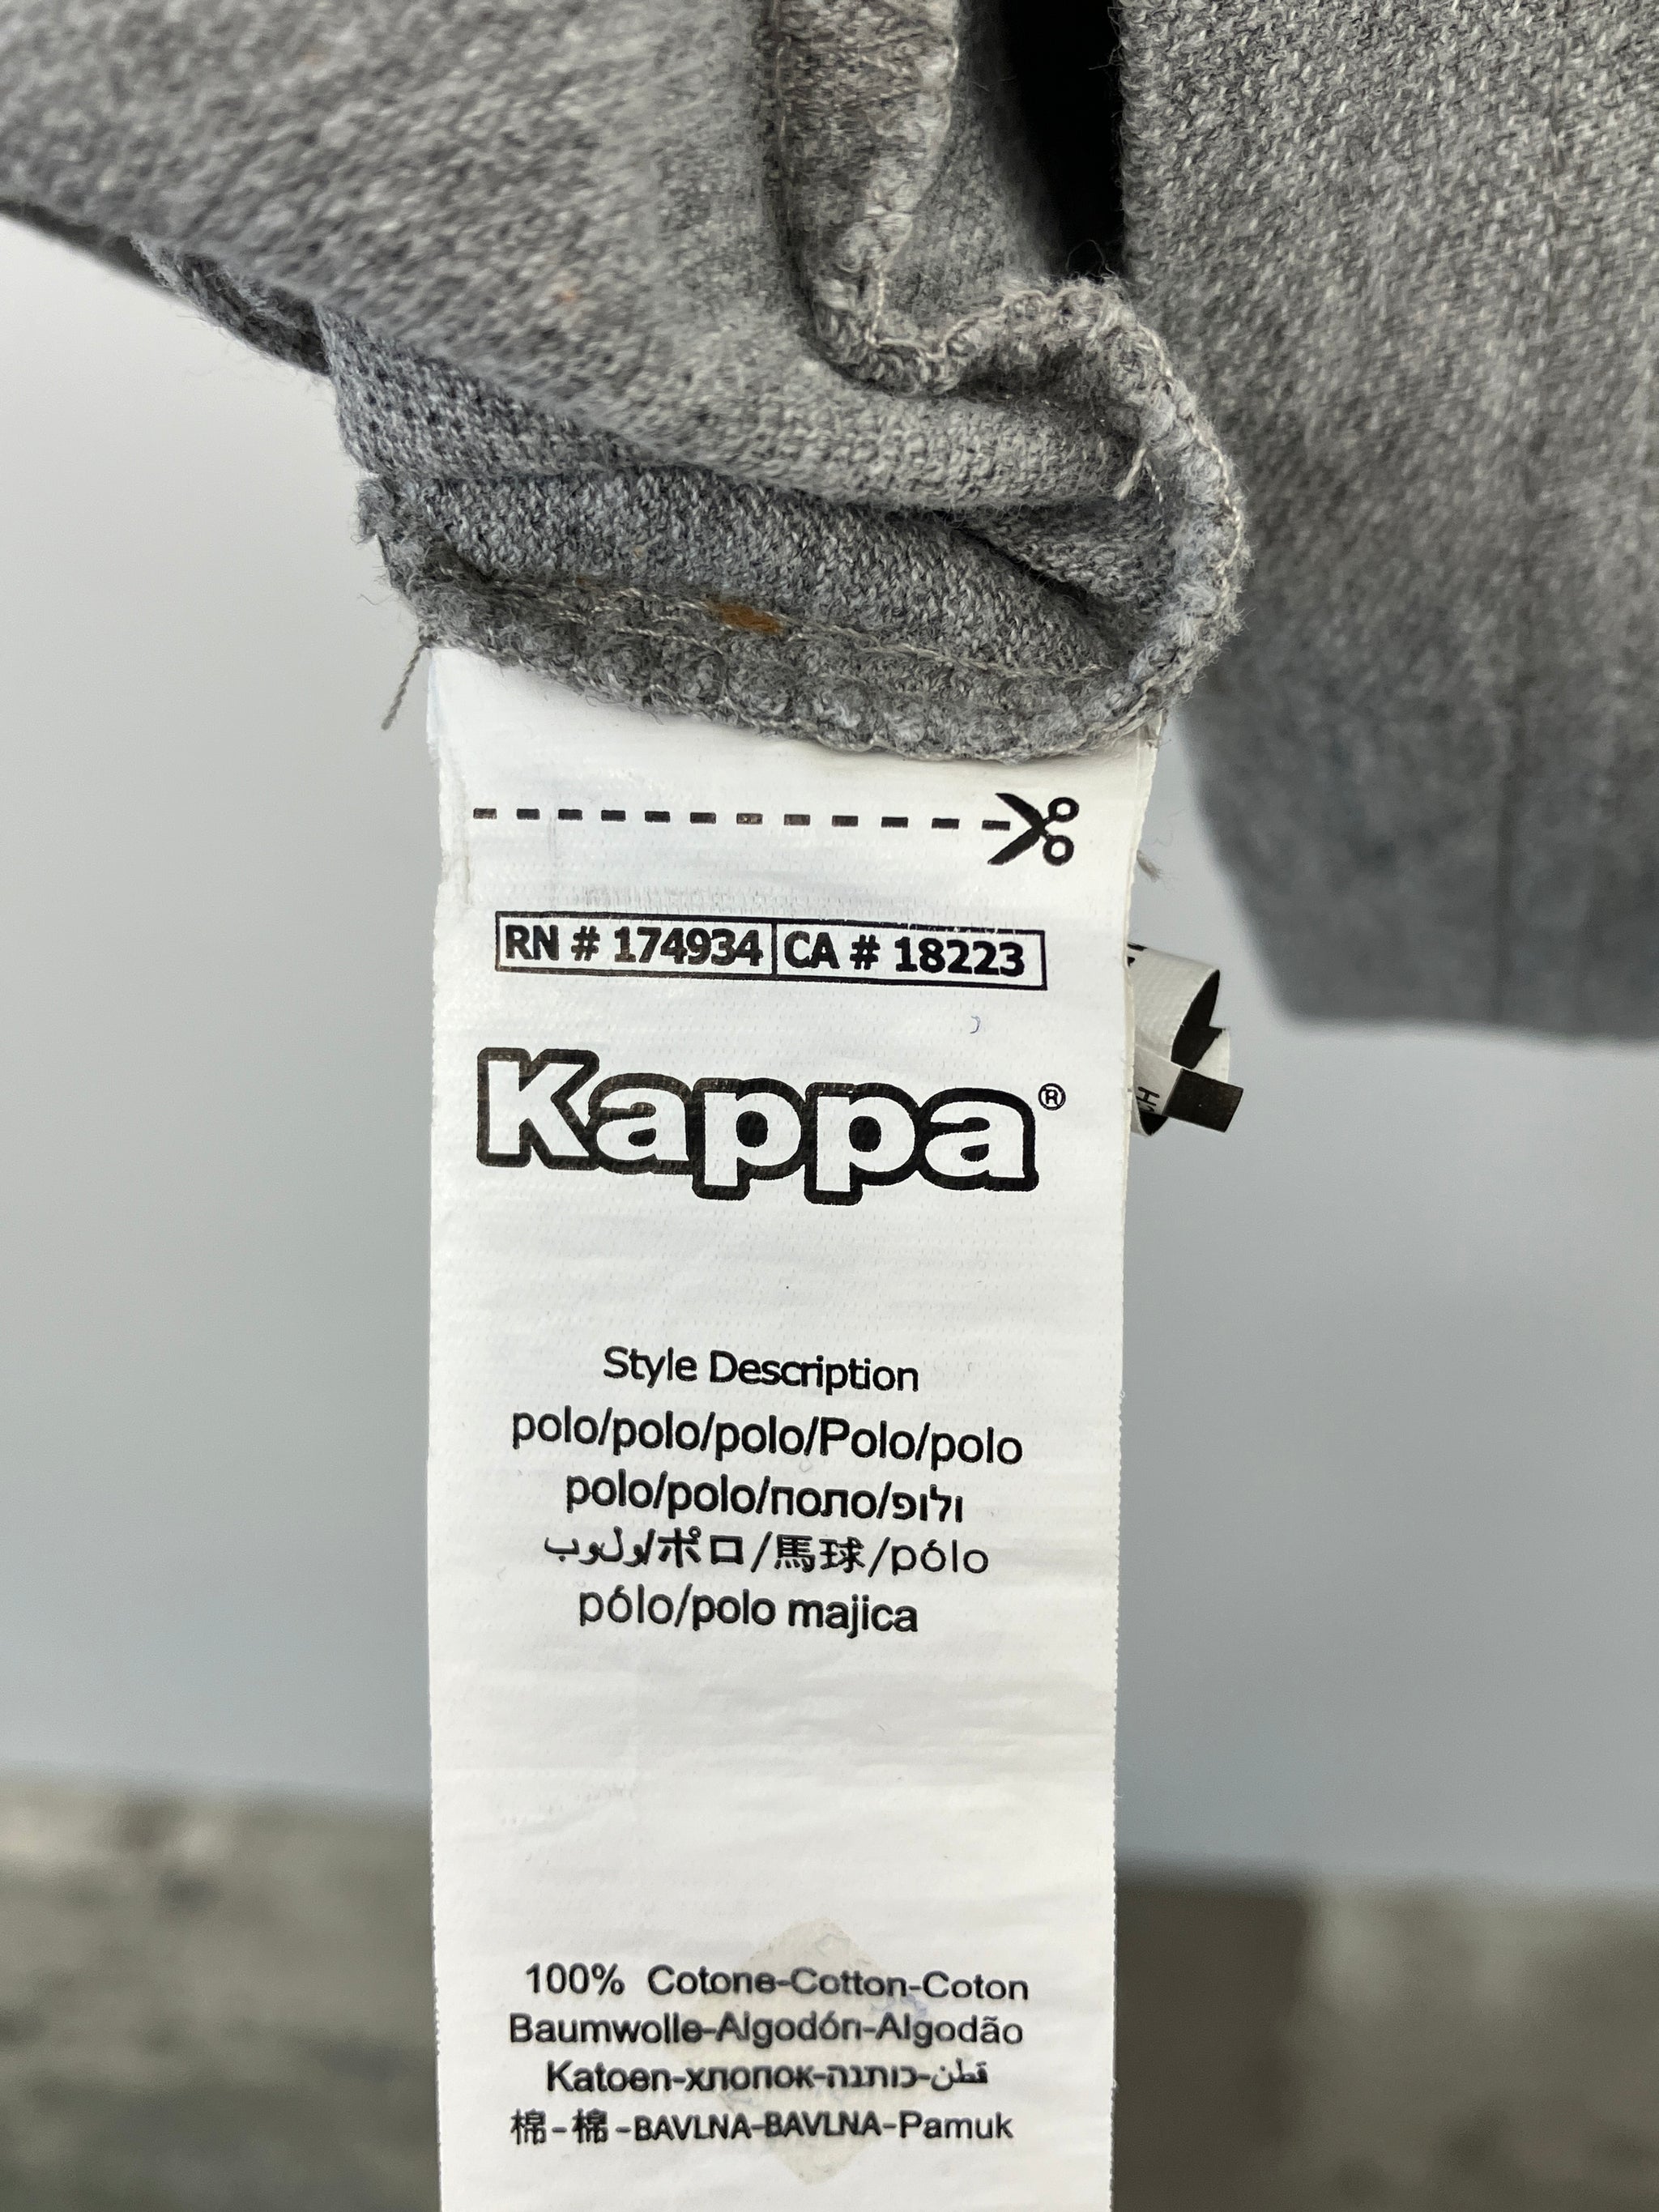 RN # 174934 CA # 18223
Kappa®
Style Description
polo/polo/polo/Polo/polo
polo/polo/поло/ולופ
ولوب/ポロ/馬球/pólo
pólo/polo majica
100% Cotone-Cotton-Coton
Baumwolle-Algodón-Algodão
Katoen-хлопок-כותנה-قطن
棉-棉-BAVLNA-BAVLNA-Pamuk